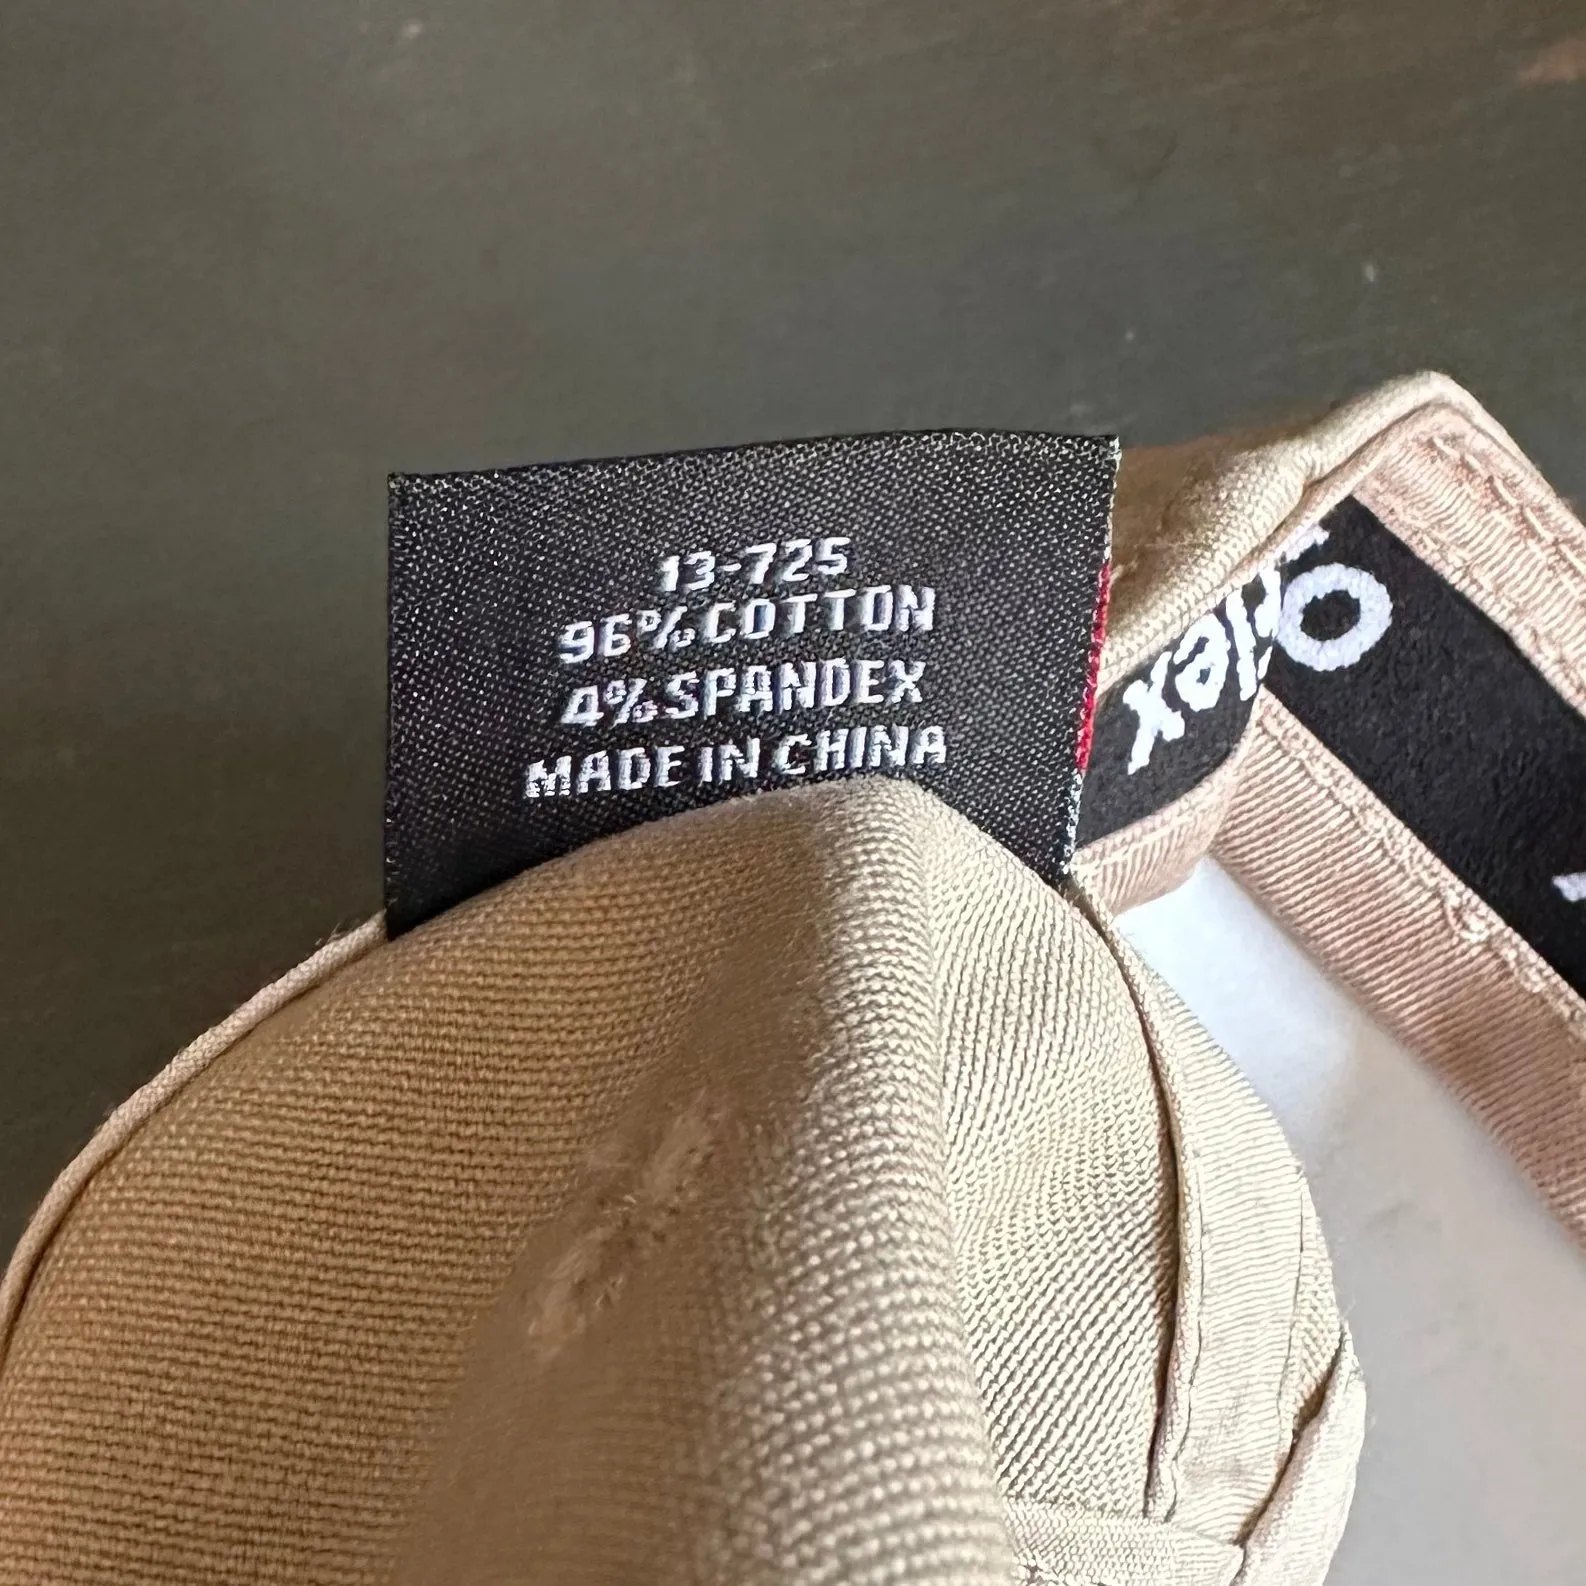 13-725
96% COTTON
4% SPANDEX
MADE IN CHINA